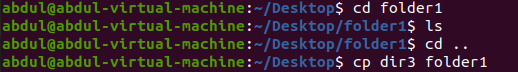 abdul@abdul-virtual-machine:~/Desktop$ cd folder1
abdul@abdul-virtual-machine:~/Desktop/folder1$ ls
abdul@abdul-virtual-machine:~/Desktop/folder1$ cd ..
abdul@abdul-virtual-machine:~/Desktop$ cp dir3 folder1